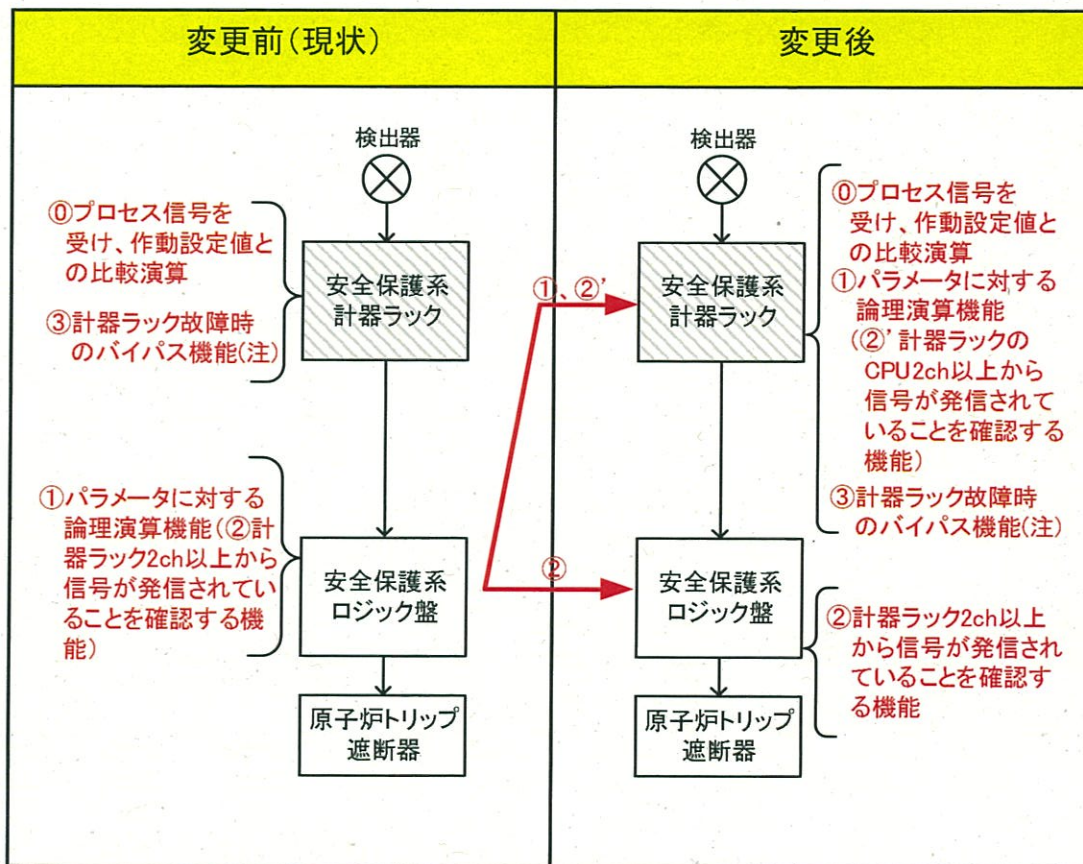 変更前(現状)
検出器
⓪プロセス信号を
受け、作動設定値と
の比較演算
③計器ラック故障時
のバイパス機能(注)
安全保護系
計器ラック
①パラメータに対する
論理演算機能(②計
器ラック2ch以上から
信号が発信されてい
ることを確認する機
能)
安全保護系
ロジック盤
原子炉トリップ
遮断器
①、②'
②
変更後
検出器
安全保護系
計器ラック
⓪プロセス信号を
受け、作動設定値と
の比較演算
①パラメータに対する
論理演算機能
(②' 計器ラックの
CPU2ch以上から
信号が発信されて
いることを確認する
機能)
③計器ラック故障時
のバイパス機能(注)
安全保護系
ロジック盤
②計器ラック2ch以上
から信号が発信され
ていることを確認す
る機能
原子炉トリップ
遮断器